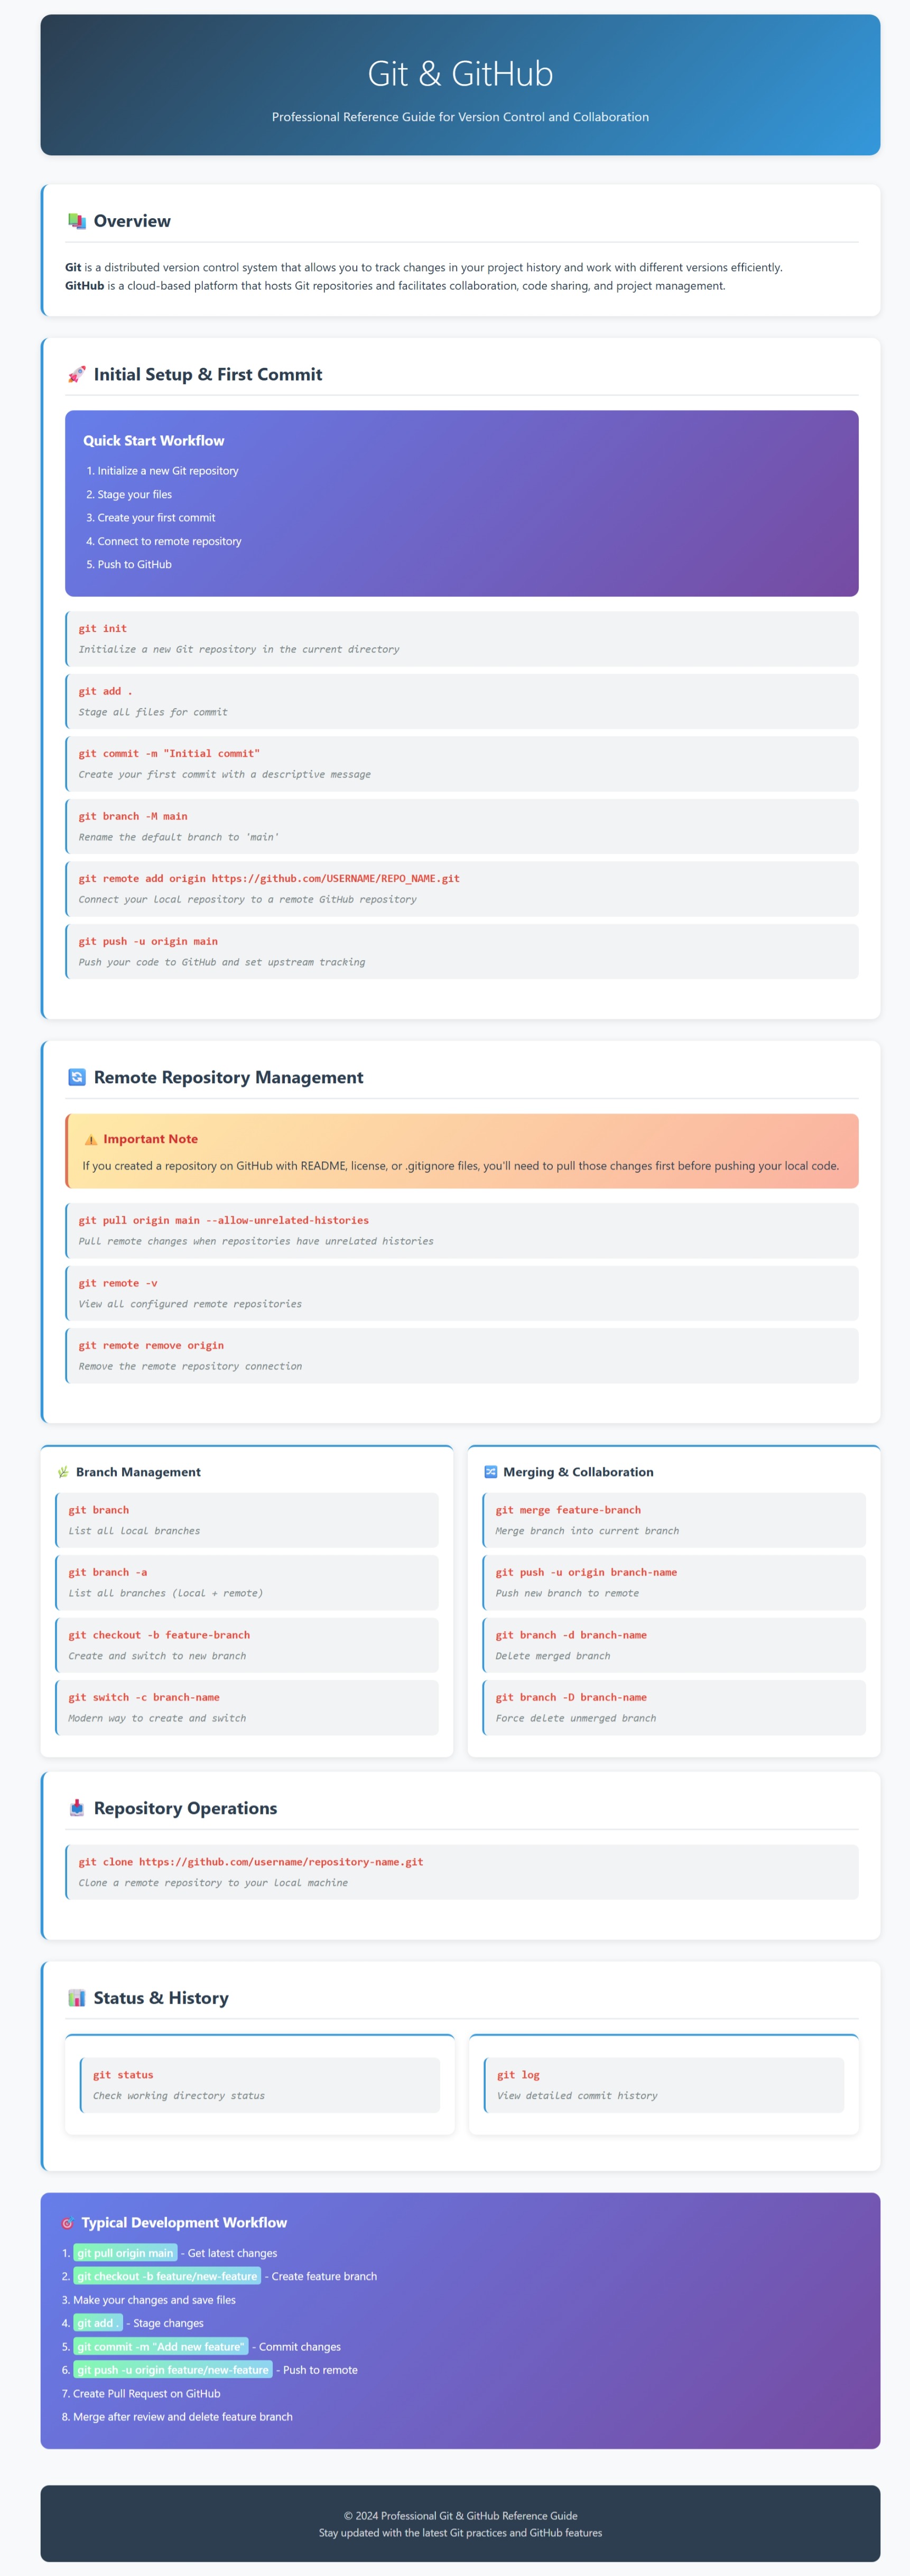 Git & GitHub
Professional Reference Guide for Version Control and Collaboration
Overview
Git is a distributed version control system that allows you to track changes in your project history and work with different versions efficiently.
GitHub is a cloud-based platform that hosts Git repositories and facilitates collaboration, code sharing, and project management.
Initial Setup & First Commit
Quick Start Workflow
1. Initialize a new Git repository
2. Stage your files
3. Create your first commit
4. Connect to remote repository
5. Push to GitHub
git init
Initialize a new Git repository in the current directory
git add .
Stage all files for commit
git commit -m "Initial commit"
Create your first commit with a descriptive message
git branch -M main
Rename the default branch to 'main'
git remote add origin https://github.com/USERNAME/REPO_NAME.git
Connect your local repository to a remote GitHub repository
git push -u origin main
Push your code to GitHub and set upstream tracking
Remote Repository Management
Important Note
If you created a repository on GitHub with README, license, or .gitignore files, you'll need to pull those changes first before pushing your local code.
git pull origin main --allow-unrelated-histories
Pull remote changes when repositories have unrelated histories
git remote -v
View all configured remote repositories
git remote remove origin
Remove the remote repository connection
Branch Management
git branch
List all local branches
git branch -a
List all branches (local + remote)
git checkout -b feature-branch
Create and switch to new branch
git switch -c branch-name
Modern way to create and switch
Merging & Collaboration
git merge feature-branch
Merge branch into current branch
git push -u origin branch-name
Push new branch to remote
git branch -d branch-name
Delete merged branch
git branch -D branch-name
Force delete unmerged branch
Repository Operations
git clone https://github.com/username/repository-name.git
Clone a remote repository to your local machine
Status & History
git status
Check working directory status
git log
View detailed commit history
Typical Development Workflow
1. git pull origin main - Get latest changes
2. git checkout -b feature/new-feature - Create feature branch
3. Make your changes and save files
4. git add . - Stage changes
5. git commit -m "Add new feature" - Commit changes
6. git push -u origin feature/new-feature - Push to remote
7. Create Pull Request on GitHub
8. Merge after review and delete feature branch
© 2024 Professional Git & GitHub Reference Guide
Stay updated with the latest Git practices and GitHub features